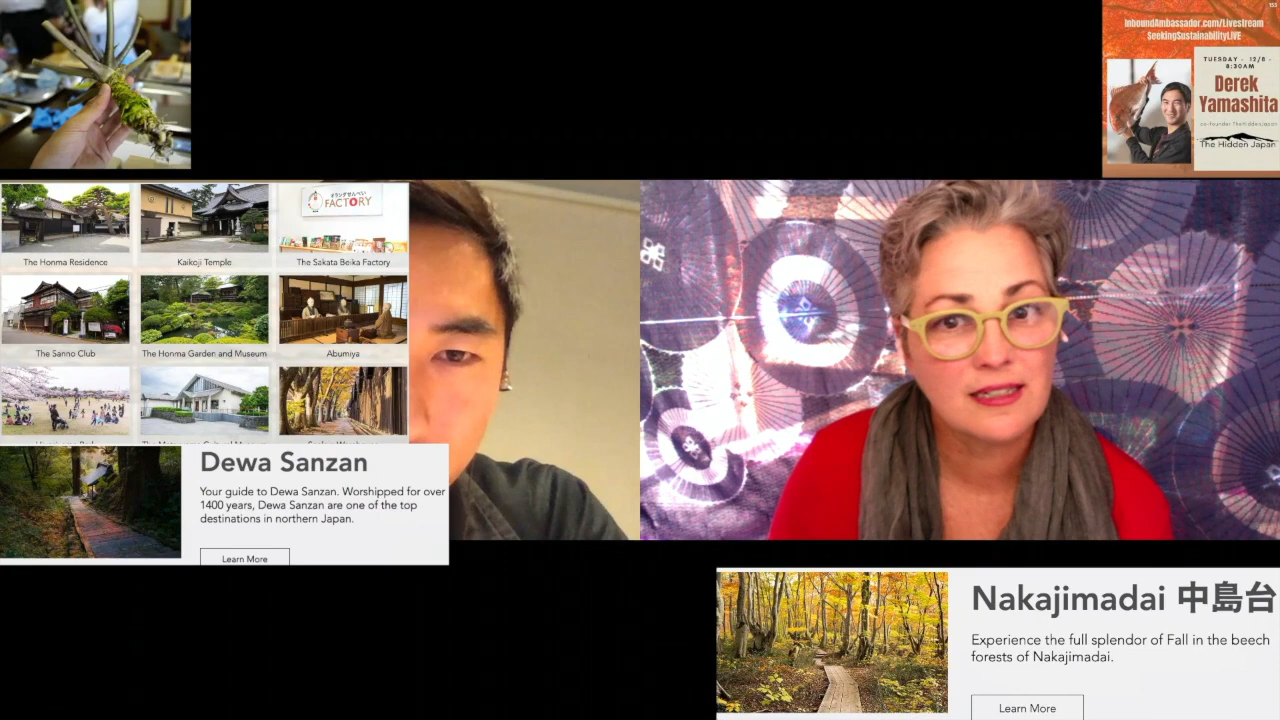 155
InboundAmbassador.com/Livestream
SeekingSustainabilityLIVE
TUESDAY - 12/8 -
8:30AM
Derek
Yamashita
co-founder TheHiddenJapan
The Hidden Japan
FACTORY
The Honma Residence
Kaikoji Temple
The Sakata Beika Factory
The Sanno Club
The Honma Garden and Museum
Abumiya
Dewa Sanzan
Your guide to Dewa Sanzan. Worshipped for over
1400 years, Dewa Sanzan are one of the top
destinations in northern Japan.
Learn More
Nakajimadai 中島台
Experience the full splendor of Fall in the beech
forests of Nakajimadai.
Learn More